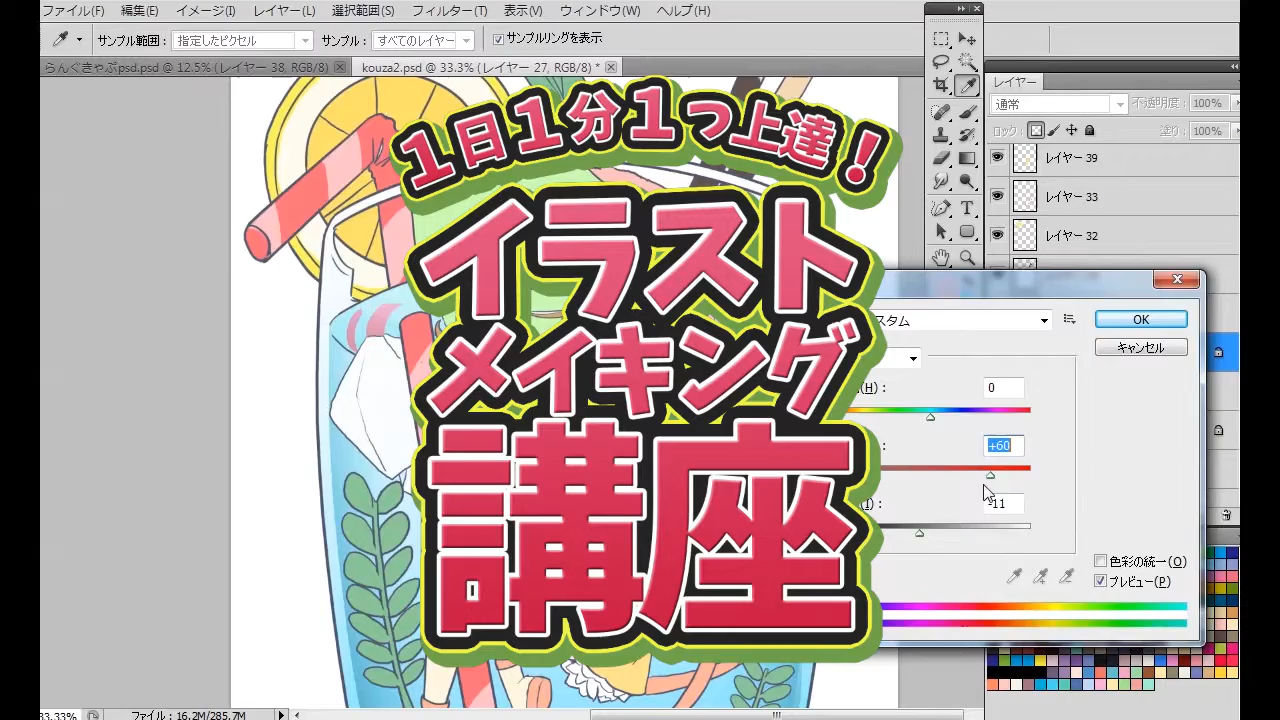 ファイル(F) 編集(E) イメージ(I) レイヤー(L) 選択範囲(S) フィルター(T) 表示(V) ウィンドウ(W) ヘルプ(H)
サンプル範囲: 指定したピクセル サンプル: すべてのレイヤー サンプリングを表示
らんぐきゃぷpsd.psd @ 12.5% (レイヤー 38, RGB/8) * kouza2.psd @ 33.3% (レイヤー 27, RGB/8) *
1日1分1つ上達!
イラスト
メイキング
講座
レイヤー
通常 不透明度: 100%
ロック: 塗り: 100%
レイヤー 39
レイヤー 33
レイヤー 32
スタム OK
キャンセル
(H): 0
+60
(I): -11
色彩の統一(O)
プレビュー(P)
33.33% ファイル : 16.2M/285.7M